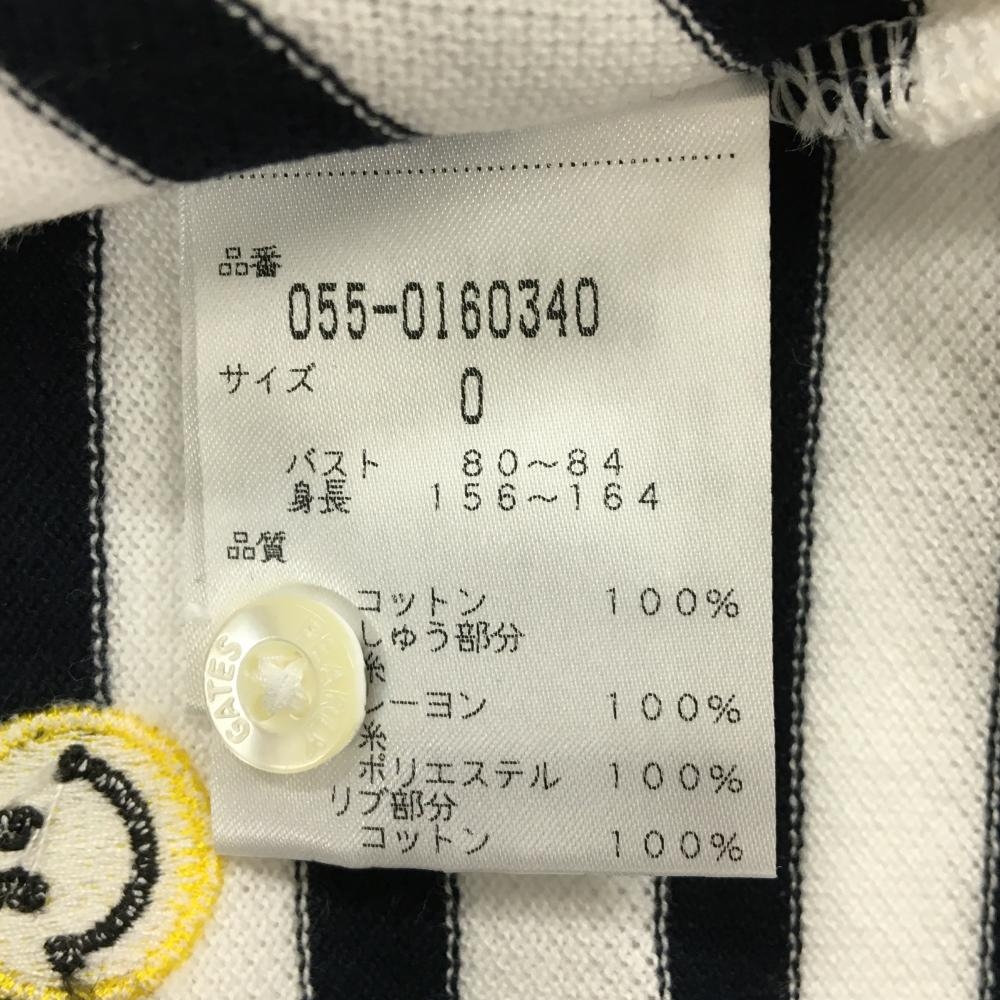 品番
055-0160340
サイズ 0
バスト 80~84
身長 156~164
品質
コットン 100%
しゅう部分
糸
レーヨン 100%
糸
ポリエステル 100%
リブ部分
コットン 100%
PEARLY GATES